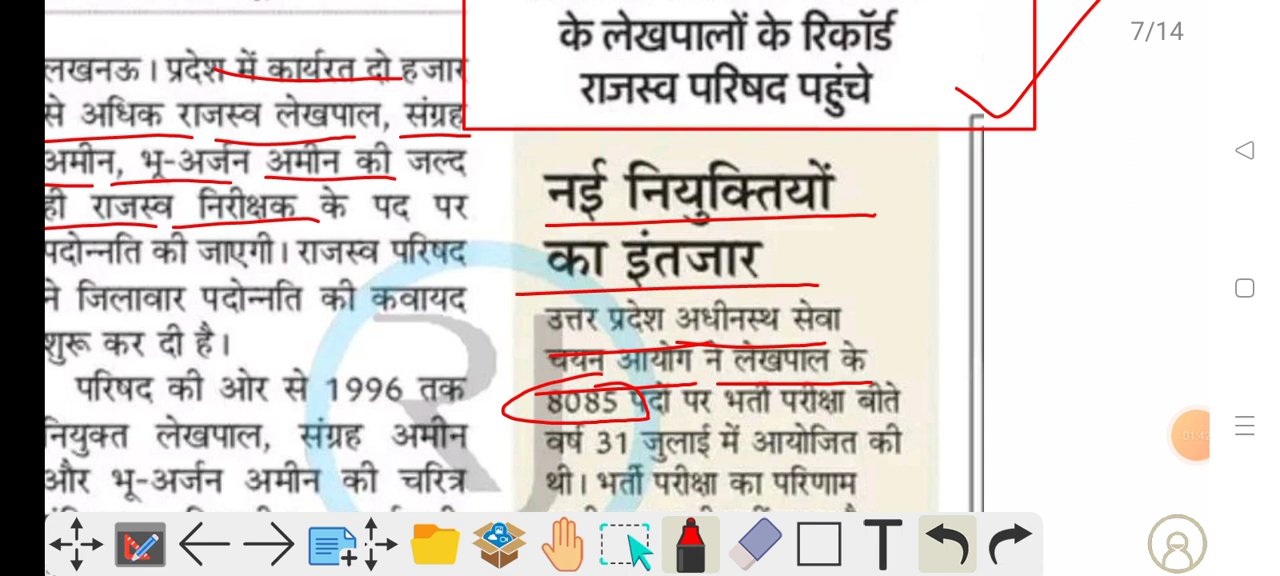 के लेखपालों के रिकॉर्ड
राजस्व परिषद पहुंचे
7/14
लखनऊ। प्रदेश में कार्यरत दो हजार
से अधिक राजस्व लेखपाल, संग्रह
अमीन, भू-अर्जन अमीन की जल्द
ही राजस्व निरीक्षक के पद पर
पदोन्नति की जाएगी। राजस्व परिषद
ने जिलावार पदोन्नति की कवायद
शुरू कर दी है।
परिषद की ओर से 1996 तक
नियुक्त लेखपाल, संग्रह अमीन
और भू-अर्जन अमीन की चरित्र
नई नियुक्तियों
का इंतजार
उत्तर प्रदेश अधीनस्थ सेवा
चयन आयोग ने लेखपाल के
8085 पदों पर भर्ती परीक्षा बीते
वर्ष 31 जुलाई में आयोजित की
थी। भर्ती परीक्षा का परिणाम
01:42
T